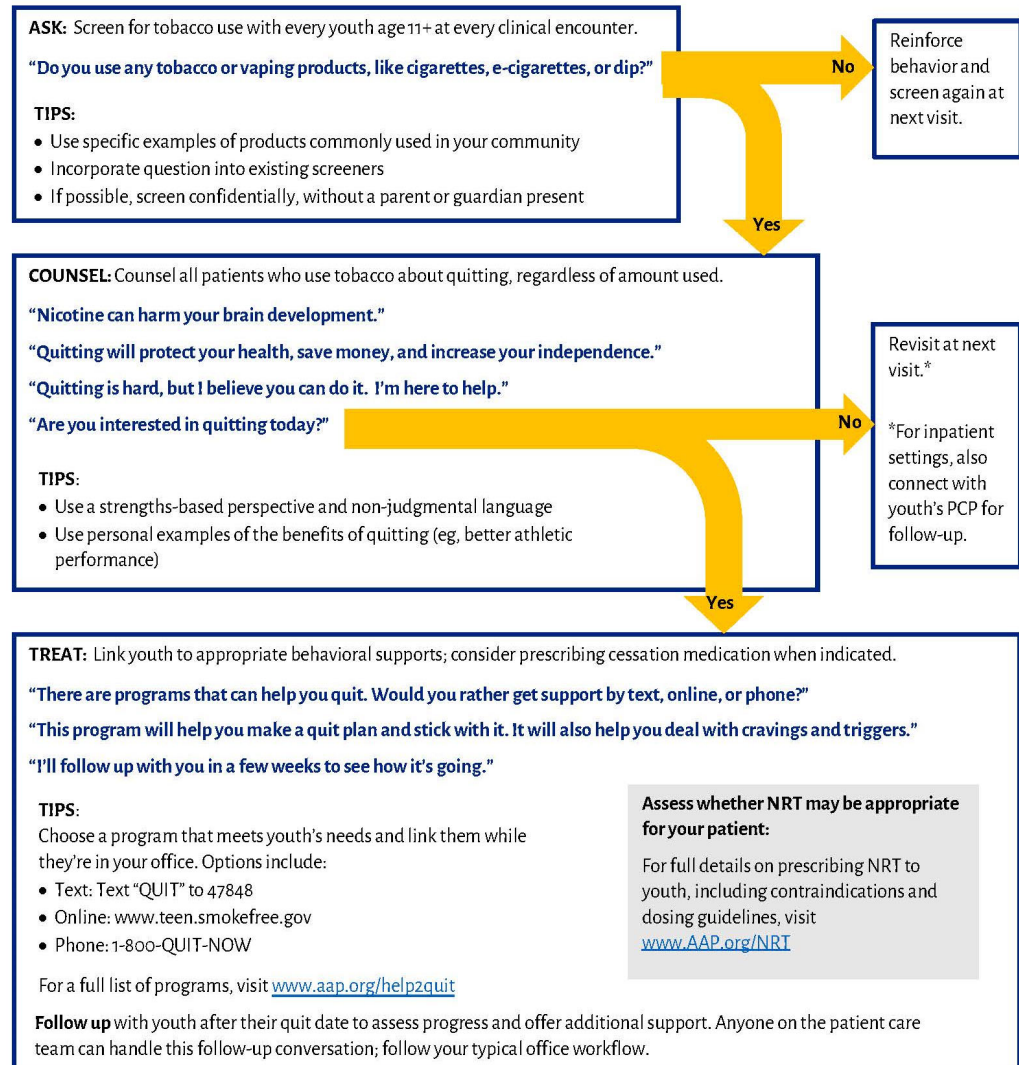 ASK: Screen for tobacco use with every youth age 11+ at every clinical encounter.
“Do you use any tobacco or vaping products, like cigarettes, e-cigarettes, or dip?”
TIPS:
• Use specific examples of products commonly used in your community
• Incorporate question into existing screeners
• If possible, screen confidentially, without a parent or guardian present
No
Reinforce
behavior and
screen again at
next visit.
Yes
COUNSEL: Counsel all patients who use tobacco about quitting, regardless of amount used.
“Nicotine can harm your brain development.”
“Quitting will protect your health, save money, and increase your independence.”
“Quitting is hard, but I believe you can do it. I’m here to help.”
“Are you interested in quitting today?”
TIPS:
• Use a strengths-based perspective and non-judgmental language
• Use personal examples of the benefits of quitting (eg, better athletic
performance)
No
Revisit at next
visit.*
*For inpatient
settings, also
connect with
youth’s PCP for
follow-up.
Yes
TREAT: Link youth to appropriate behavioral supports; consider prescribing cessation medication when indicated.
“There are programs that can help you quit. Would you rather get support by text, online, or phone?”
“This program will help you make a quit plan and stick with it. It will also help you deal with cravings and triggers.”
“I’ll follow up with you in a few weeks to see how it’s going.”
TIPS:
Choose a program that meets youth’s needs and link them while
they’re in your office. Options include:
• Text: Text “QUIT” to 47848
• Online: www.teen.smokefree.gov
• Phone: 1-800-QUIT-NOW
For a full list of programs, visit www.aap.org/help2quit
Assess whether NRT may be appropriate
for your patient:
For full details on prescribing NRT to
youth, including contraindications and
dosing guidelines, visit
www.AAP.org/NRT
Follow up with youth after their quit date to assess progress and offer additional support. Anyone on the patient care
team can handle this follow-up conversation; follow your typical office workflow.